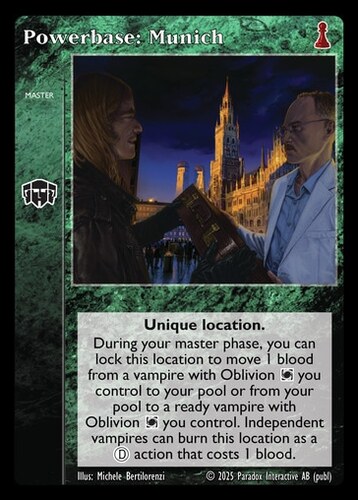 Powerbase: Munich
MASTER
Unique location.
During your master phase, you can
lock this location to move 1 blood
from a vampire with Oblivion you
control to your pool or from your
pool to a ready vampire with
Oblivion you control. Independent
vampires can burn this location as a
D action that costs 1 blood.
Illus: Michele Bertilorenzi © 2025 Paradox Interactive AB (publ)